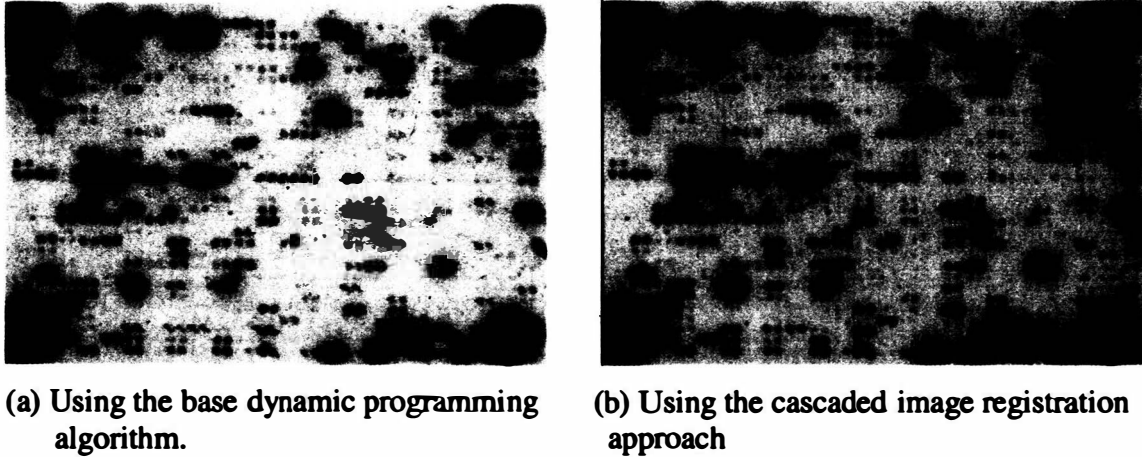 (a) Using the base dynamic programming
algorithm.
(b) Using the cascaded image registration
approach